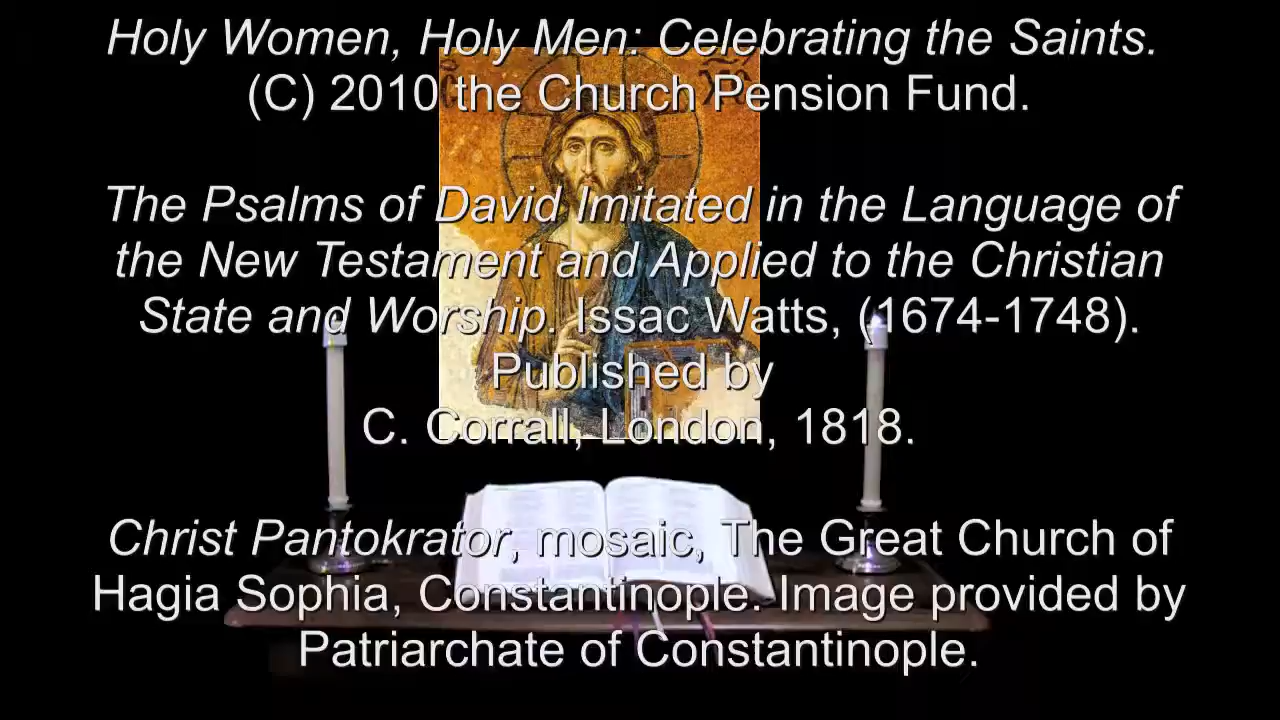 Holy Women, Holy Men: Celebrating the Saints.
(C) 2010 the Church Pension Fund.
The Psalms of David Imitated in the Language of
the New Testament and Applied to the Christian
State and Worship. Issac Watts, (1674-1748).
Published by
C. Corrall, London, 1818.
Christ Pantokrator, mosaic, The Great Church of
Hagia Sophia, Constantinople. Image provided by
Patriarchate of Constantinople.